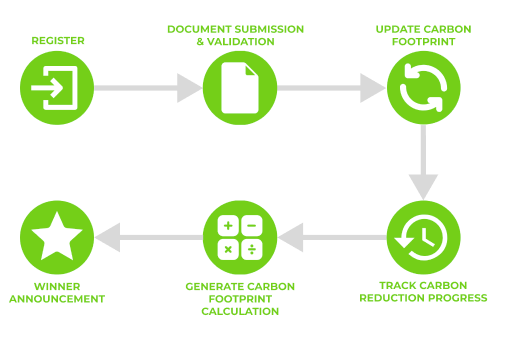 REGISTER
DOCUMENT SUBMISSION
& VALIDATION
UPDATE CARBON
FOOTPRINT
WINNER
ANNOUNCEMENT
GENERATE CARBON
FOOTPRINT
CALCULATION
TRACK CARBON
REDUCTION PROGRESS